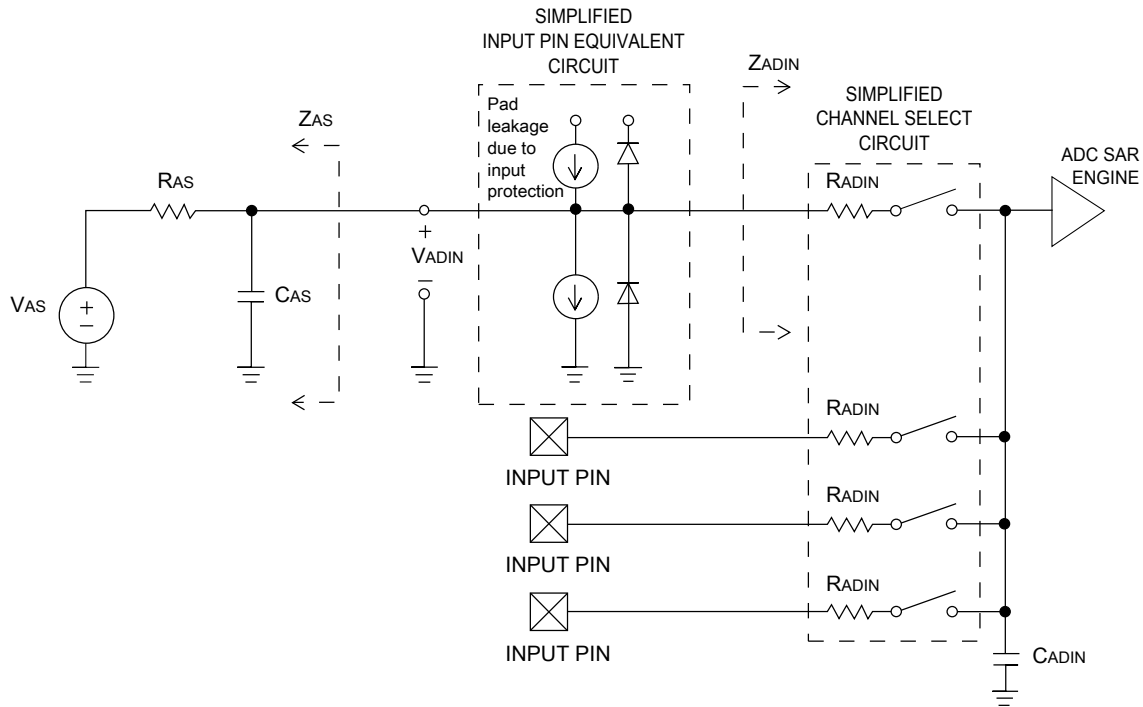 SIMPLIFIED
INPUT PIN EQUIVALENT
CIRCUIT
Pad
leakage
due to
input
protection
ZAS
RAS
CAS
VAS
+
−
+
VADIN
−
ZADIN
SIMPLIFIED
CHANNEL SELECT
CIRCUIT
RADIN
ADC SAR
ENGINE
RADIN
INPUT PIN
RADIN
INPUT PIN
RADIN
INPUT PIN
CADIN